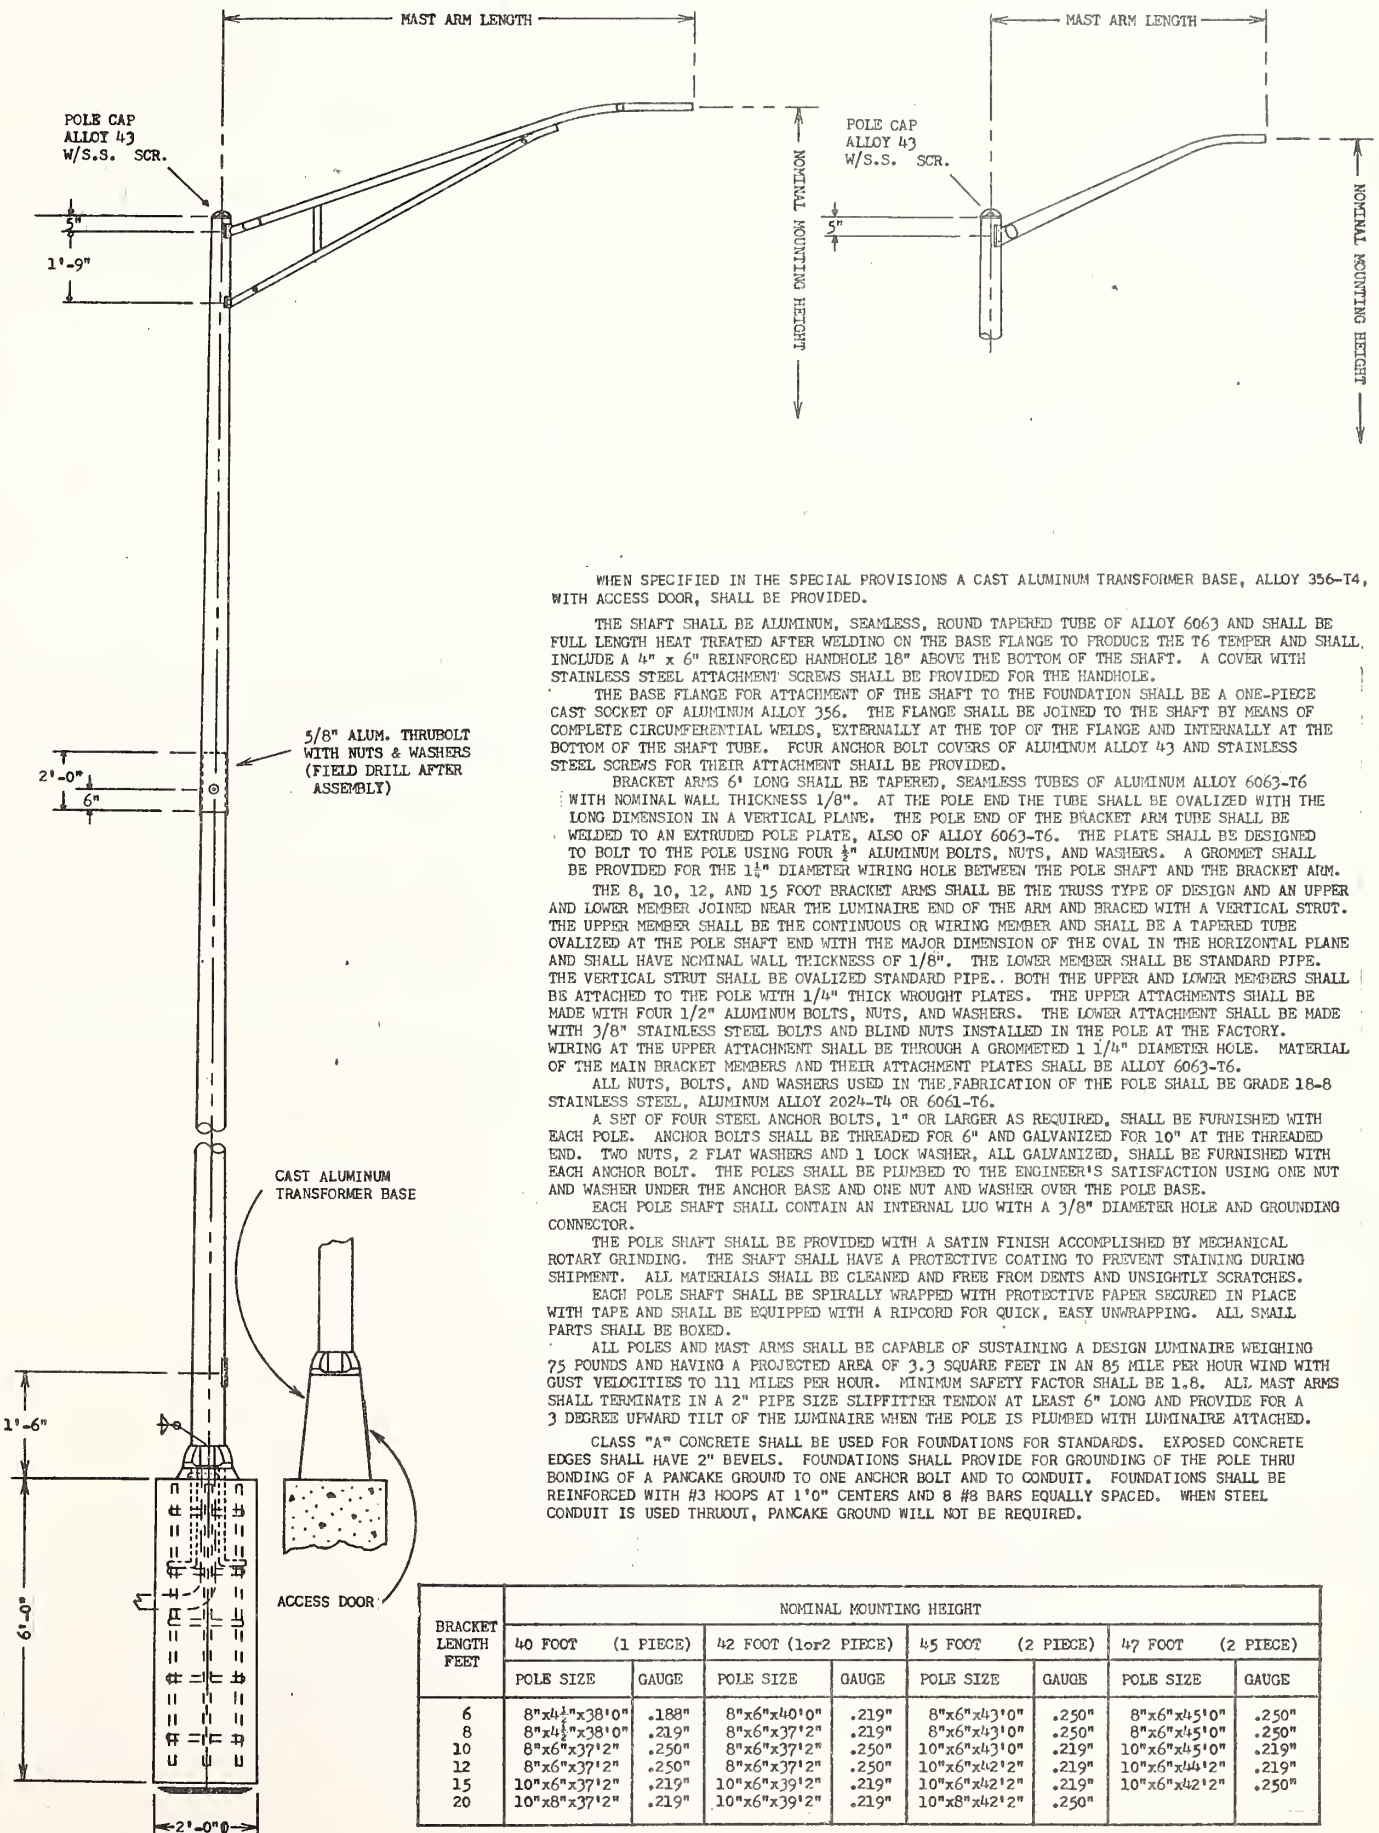 MAST ARM LENGTH
MAST ARM LENGTH
POLE CAP
ALLOY 43
W/S.S. SCR.
5"
1'-9"
NOMINAL MOUNTING HEIGHT
POLE CAP
ALLOY 43
W/S.S. SCR.
5"
NOMINAL MOUNTING HEIGHT
5/8" ALUM. THRUBOLT
WITH NUTS & WASHERS
(FIELD DRILL AFTER
ASSEMBLY)
2'-0"
6"
WHEN SPECIFIED IN THE SPECIAL PROVISIONS A CAST ALUMINUM TRANSFORMER BASE, ALLOY 356-T4,
WITH ACCESS DOOR, SHALL BE PROVIDED.
THE SHAFT SHALL BE ALUMINUM, SEAMLESS, ROUND TAPERED TUBE OF ALLOY 6063 AND SHALL BE
FULL LENGTH HEAT TREATED AFTER WELDING ON THE BASE FLANGE TO PRODUCE THE T6 TEMPER AND SHALL
INCLUDE A 4" x 6" REINFORCED HANDHOLE 18" ABOVE THE BOTTOM OF THE SHAFT. A COVER WITH
STAINLESS STEEL ATTACHMENT SCREWS SHALL BE PROVIDED FOR THE HANDHOLE.
THE BASE FLANGE FOR ATTACHMENT OF THE SHAFT TO THE FOUNDATION SHALL BE A ONE-PIECE
CAST SOCKET OF ALUMINUM ALLOY 356. THE FLANGE SHALL BE JOINED TO THE SHAFT BY MEANS OF
COMPLETE CIRCUMFERENTIAL WELDS, EXTERNALLY AT THE TOP OF THE FLANGE AND INTERNALLY AT THE
BOTTOM OF THE SHAFT TUBE. FOUR ANCHOR BOLT COVERS OF ALUMINUM ALLOY 43 AND STAINLESS
STEEL SCREWS FOR THEIR ATTACHMENT SHALL BE PROVIDED.
BRACKET ARMS 6' LONG SHALL BE TAPERED, SEAMLESS TUBES OF ALUMINUM ALLOY 6063-T6
WITH NOMINAL WALL THICKNESS 1/8". AT THE POLE END THE TUBE SHALL BE OVALIZED WITH THE
LONG DIMENSION IN A VERTICAL PLANE. THE POLE END OF THE BRACKET ARM TUBE SHALL BE
WELDED TO AN EXTRUDED POLE PLATE, ALSO OF ALLOY 6063-T6. THE PLATE SHALL BE DESIGNED
TO BOLT TO THE POLE USING FOUR ½" ALUMINUM BOLTS, NUTS, AND WASHERS. A GROMMET SHALL
BE PROVIDED FOR THE 1¼" DIAMETER WIRING HOLE BETWEEN THE POLE SHAFT AND THE BRACKET ARM.
THE 8, 10, 12, AND 15 FOOT BRACKET ARMS SHALL BE THE TRUSS TYPE OF DESIGN AND AN UPPER
AND LOWER MEMBER JOINED NEAR THE LUMINAIRE END OF THE ARM AND BRACED WITH A VERTICAL STRUT.
THE UPPER MEMBER SHALL BE THE CONTINUOUS OR WIRING MEMBER AND SHALL BE A TAPERED TUBE
OVALIZED AT THE POLE SHAFT END WITH THE MAJOR DIMENSION OF THE OVAL IN THE HORIZONTAL PLANE
AND SHALL HAVE NOMINAL WALL THICKNESS OF 1/8". THE LOWER MEMBER SHALL BE STANDARD PIPE.
THE VERTICAL STRUT SHALL BE OVALIZED STANDARD PIPE.. BOTH THE UPPER AND LOWER MEMBERS SHALL
BE ATTACHED TO THE POLE WITH 1/4" THICK WROUGHT PLATES. THE UPPER ATTACHMENTS SHALL BE
MADE WITH FOUR 1/2" ALUMINUM BOLTS, NUTS, AND WASHERS. THE LOWER ATTACHMENT SHALL BE MADE
WITH 3/8" STAINLESS STEEL BOLTS AND BLIND NUTS INSTALLED IN THE POLE AT THE FACTORY.
WIRING AT THE UPPER ATTACHMENT SHALL BE THROUGH A GROMMETED 1 1/4" DIAMETER HOLE. MATERIAL
OF THE MAIN BRACKET MEMBERS AND THEIR ATTACHMENT PLATES SHALL BE ALLOY 6063-T6.
ALL NUTS, BOLTS, AND WASHERS USED IN THE FABRICATION OF THE POLE SHALL BE GRADE 18-8
STAINLESS STEEL, ALUMINUM ALLOY 2024-T4 OR 6061-T6.
A SET OF FOUR STEEL ANCHOR BOLTS, 1" OR LARGER AS REQUIRED, SHALL BE FURNISHED WITH
EACH POLE. ANCHOR BOLTS SHALL BE THREADED FOR 6" AND GALVANIZED FOR 10" AT THE THREADED
END. TWO NUTS, 2 FLAT WASHERS AND 1 LOCK WASHER, ALL GALVANIZED, SHALL BE FURNISHED WITH
EACH ANCHOR BOLT. THE POLES SHALL BE PLUMBED TO THE ENGINEER'S SATISFACTION USING ONE NUT
AND WASHER UNDER THE ANCHOR BASE AND ONE NUT AND WASHER OVER THE POLE BASE.
EACH POLE SHAFT SHALL CONTAIN AN INTERNAL LUO WITH A 3/8" DIAMETER HOLE AND GROUNDING
CONNECTOR.
THE POLE SHAFT SHALL BE PROVIDED WITH A SATIN FINISH ACCOMPLISHED BY MECHANICAL
ROTARY GRINDING. THE SHAFT SHALL HAVE A PROTECTIVE COATING TO PREVENT STAINING DURING
SHIPMENT. ALL MATERIALS SHALL BE CLEANED AND FREE FROM DENTS AND UNSIGHTLY SCRATCHES.
EACH POLE SHAFT SHALL BE SPIRALLY WRAPPED WITH PROTECTIVE PAPER SECURED IN PLACE
WITH TAPE AND SHALL BE EQUIPPED WITH A RIPCORD FOR QUICK, EASY UNWRAPPING. ALL SMALL
PARTS SHALL BE BOXED.
ALL POLES AND MAST ARMS SHALL BE CAPABLE OF SUSTAINING A DESIGN LUMINAIRE WEIGHING
75 POUNDS AND HAVING A PROJECTED AREA OF 3.3 SQUARE FEET IN AN 85 MILE PER HOUR WIND WITH
GUST VELOCITIES TO 111 MILES PER HOUR. MINIMUM SAFETY FACTOR SHALL BE 1.8. ALL MAST ARMS
SHALL TERMINATE IN A 2" PIPE SIZE SLIPFITTER TENDON AT LEAST 6" LONG AND PROVIDE FOR A
3 DEGREE UPWARD TILT OF THE LUMINAIRE WHEN THE POLE IS PLUMBED WITH LUMINAIRE ATTACHED.
CLASS "A" CONCRETE SHALL BE USED FOR FOUNDATIONS FOR STANDARDS. EXPOSED CONCRETE
EDGES SHALL HAVE 2" BEVELS. FOUNDATIONS SHALL PROVIDE FOR GROUNDING OF THE POLE THRU
BONDING OF A PANCAKE GROUND TO ONE ANCHOR BOLT AND TO CONDUIT. FOUNDATIONS SHALL BE
REINFORCED WITH #3 HOOPS AT 1'0" CENTERS AND 8 #8 BARS EQUALLY SPACED. WHEN STEEL
CONDUIT IS USED THRUOUT, PANCAKE GROUND WILL NOT BE REQUIRED.
CAST ALUMINUM
TRANSFORMER BASE
1'-6"
6'-0"
2'-0"Φ
ACCESS DOOR
BRACKET LENGTH FEET NOMINAL MOUNTING HEIGHT
40 FOOT (1 PIECE) 42 FOOT (1or2 PIECE) 45 FOOT (2 PIECE) 47 FOOT (2 PIECE)
POLE SIZE GAUGE POLE SIZE GAUGE POLE SIZE GAUGE POLE SIZE GAUGE
6 8"x4½"x38'0" .188" 8"x6"x40'0" .219" 8"x6"x43'0" .250" 8"x6"x45'0" .250"
8 8"x4½"x38'0" .219" 8"x6"x37'2" .219" 8"x6"x43'0" .250" 8"x6"x45'0" .250"
10 8"x6"x37'2" .250" 8"x6"x37'2" .250" 10"x6"x43'0" .219" 10"x6"x45'0" .219"
12 8"x6"x37'2" .250" 8"x6"x37'2" .250" 10"x6"x42'2" .219" 10"x6"x44'2" .219"
15 10"x6"x37'2" .219" 10"x6"x39'2" .219" 10"x6"x42'2" .219" 10"x6"x42'2" .250"
20 10"x8"x37'2" .219" 10"x6"x39'2" .219" 10"x8"x42'2" .250"